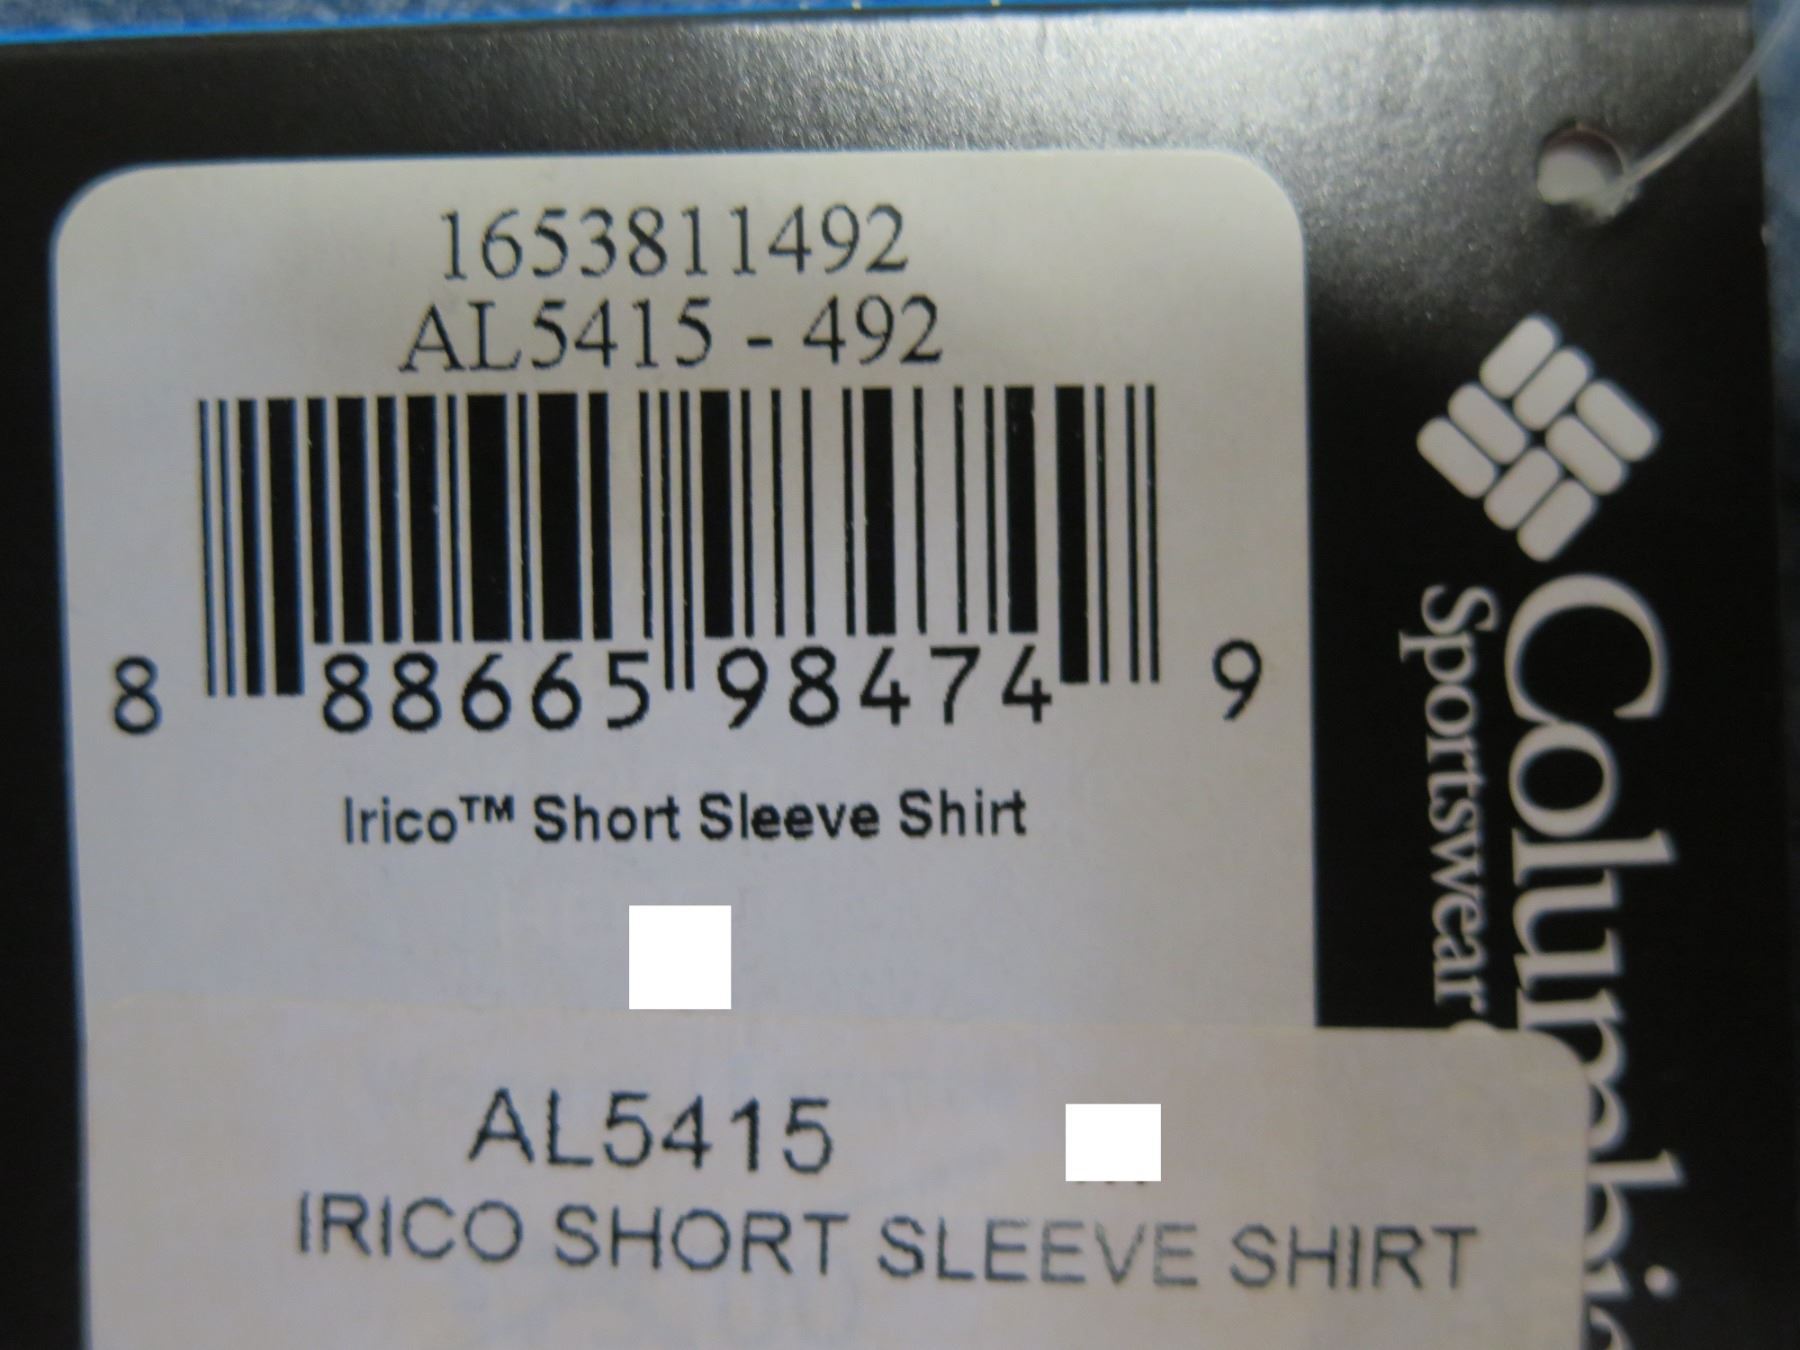 1653811492
AL5415 - 492
8 88665 98474 9
Irico™ Short Sleeve Shirt
AL5415
IRICO SHORT SLEEVE SHIRT
Columbia
Sportswear